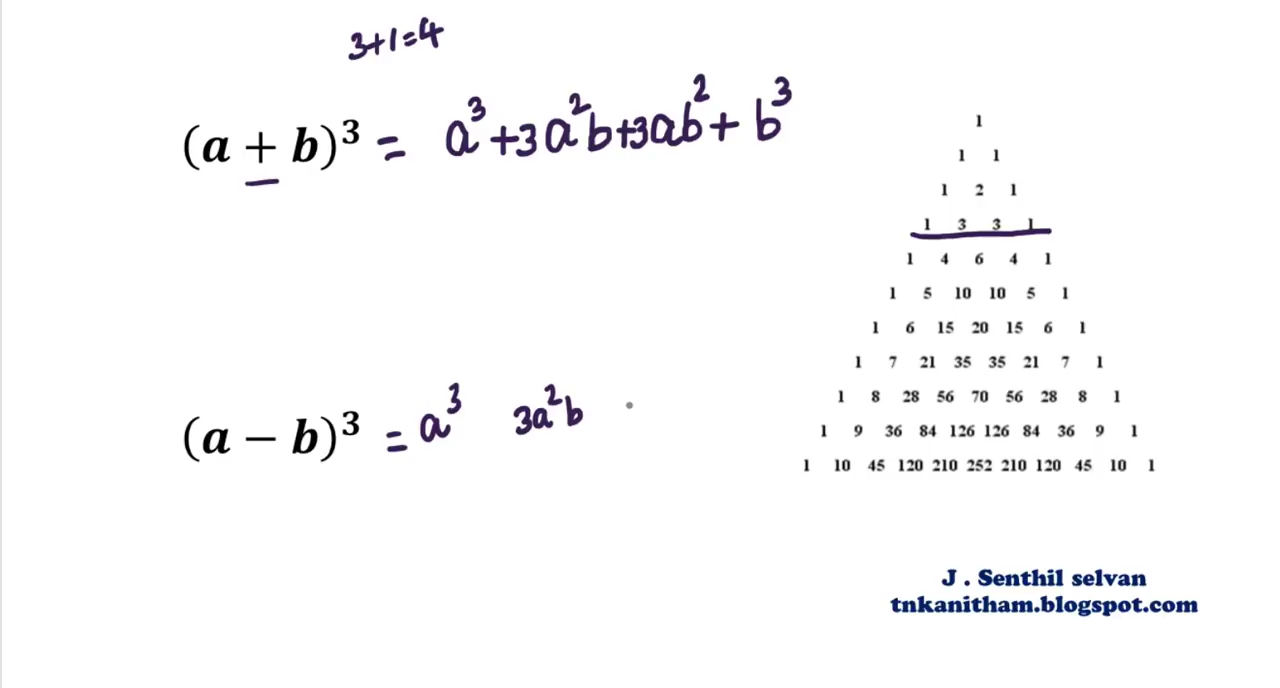 3+1=4
(a + b)³ = a³+3a²b+3ab²+b³
1
1 1
1 2 1
1 3 3 1
1 4 6 4 1
1 5 10 10 5 1
1 6 15 20 15 6 1
1 7 21 35 35 21 7 1
1 8 28 56 70 56 28 8 1
1 9 36 84 126 126 84 36 9 1
1 10 45 120 210 252 210 120 45 10 1
(a − b)³ = a³ 3a²b
J . Senthil selvan
tnkanitham.blogspot.com